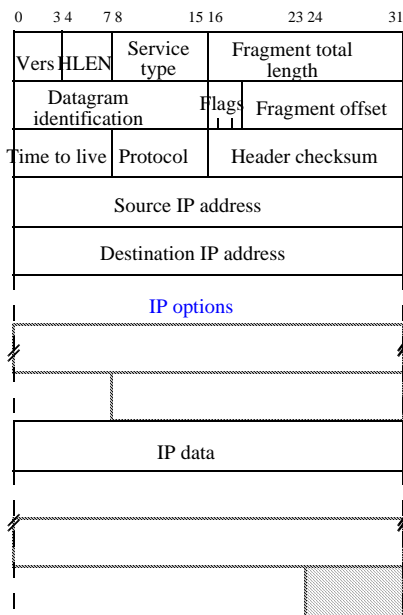 0 3 4 7 8 15 16 23 24 31
Vers HLEN Service type Fragment total length
Datagram identification Flags Fragment offset
Time to live Protocol Header checksum
Source IP address
Destination IP address
IP options
IP data